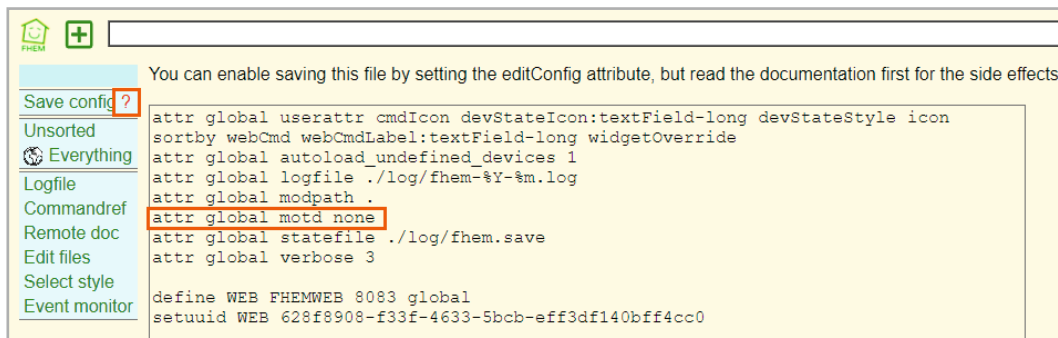 FHEM
You can enable saving this file by setting the editConfig attribute, but read the documentation first for the side effects
Save config ?
Unsorted
Everything
Logfile
Commandref
Remote doc
Edit files
Select style
Event monitor
attr global userattr cmdIcon devStateIcon:textField-long devStateStyle icon
sortby webCmd webCmdLabel:textField-long widgetOverride
attr global autoload_undefined_devices 1
attr global logfile ./log/fhem-%Y-%m.log
attr global modpath .
attr global motd none
attr global statefile ./log/fhem.save
attr global verbose 3
define WEB FHEMWEB 8083 global
setuuid WEB 628f8908-f33f-4633-5bcb-eff3df140bff4cc0